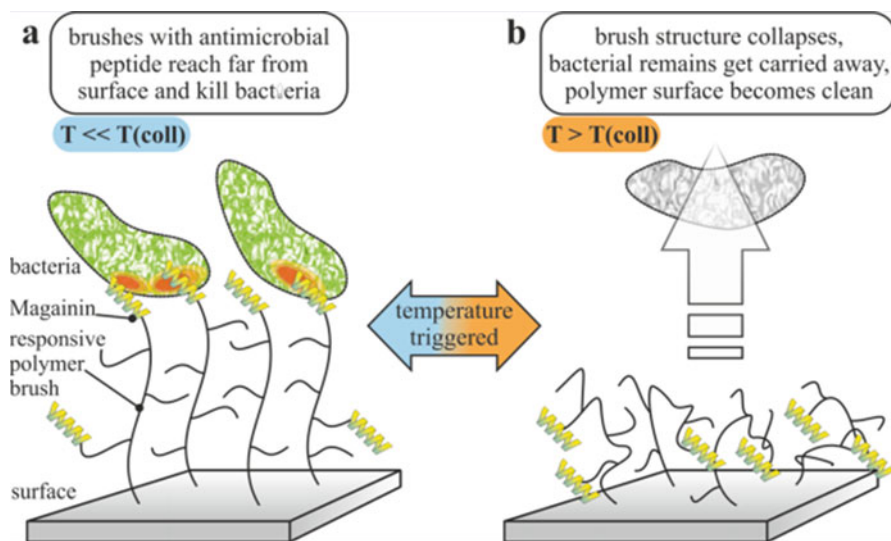 a
brushes with antimicrobial
peptide reach far from
surface and kill bacteria
T << T(coll)
bacteria
Magainin
responsive
polymer
brush
surface
temperature
triggered
b
brush structure collapses,
bacterial remains get carried away,
polymer surface becomes clean
T > T(coll)